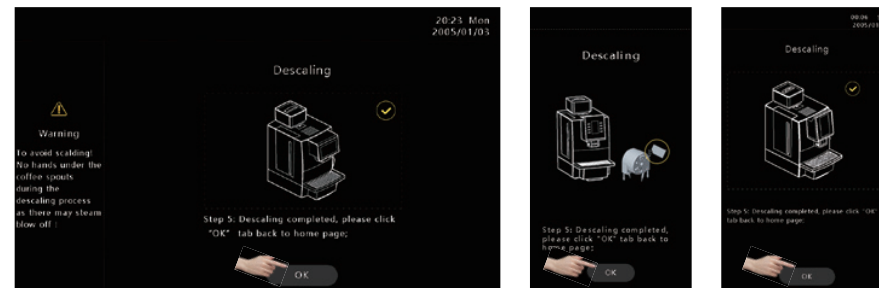 20:23 Mon
2005/01/03
Descaling
Warning
To avoid scalding!
No hands under the
coffee spouts
during the
descaling process
as there may steam
blow off !
Step 5: Descaling completed, please click
"OK" tab back to home page;
OK
Descaling
Step 5: Descaling completed,
please click "OK" tab back to
home page;
OK
2005/01
Descaling
Step 5: Descaling completed, please click "OK"
tab back to home page;
OK